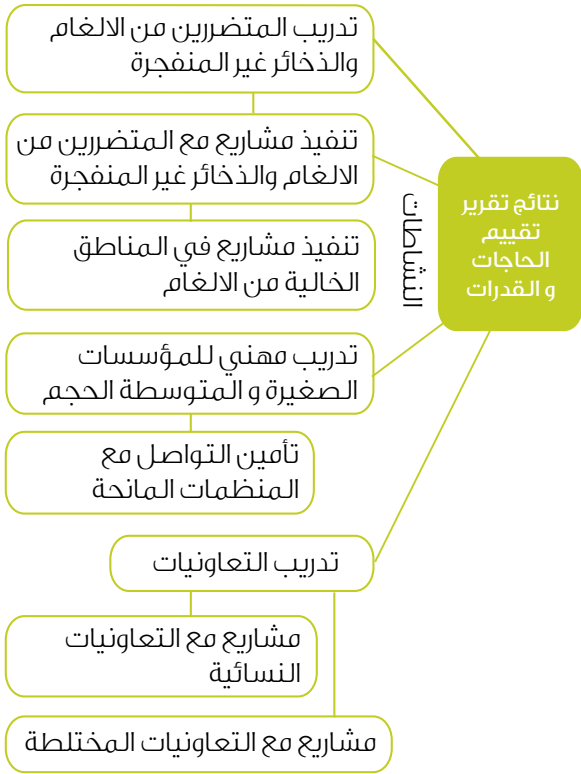 نتائج تقرير
تقييم
الحاجات
و القدرات
النشاطات
تدريب المتضررين من الالغام
والذخائر غير المنفجرة
تنفيذ مشاريع مع المتضررين من
الالغام والذخائر غير المنفجرة
تنفيذ مشاريع في المناطق
الخالية من الالغام
تدريب مهني للمؤسسات
الصغيرة و المتوسطة الحجم
تأمين التواصل مع
المنظمات المانحة
تدريب التعاونيات
مشاريع مع التعاونيات
النسائية
مشاريع مع التعاونيات المختلطة